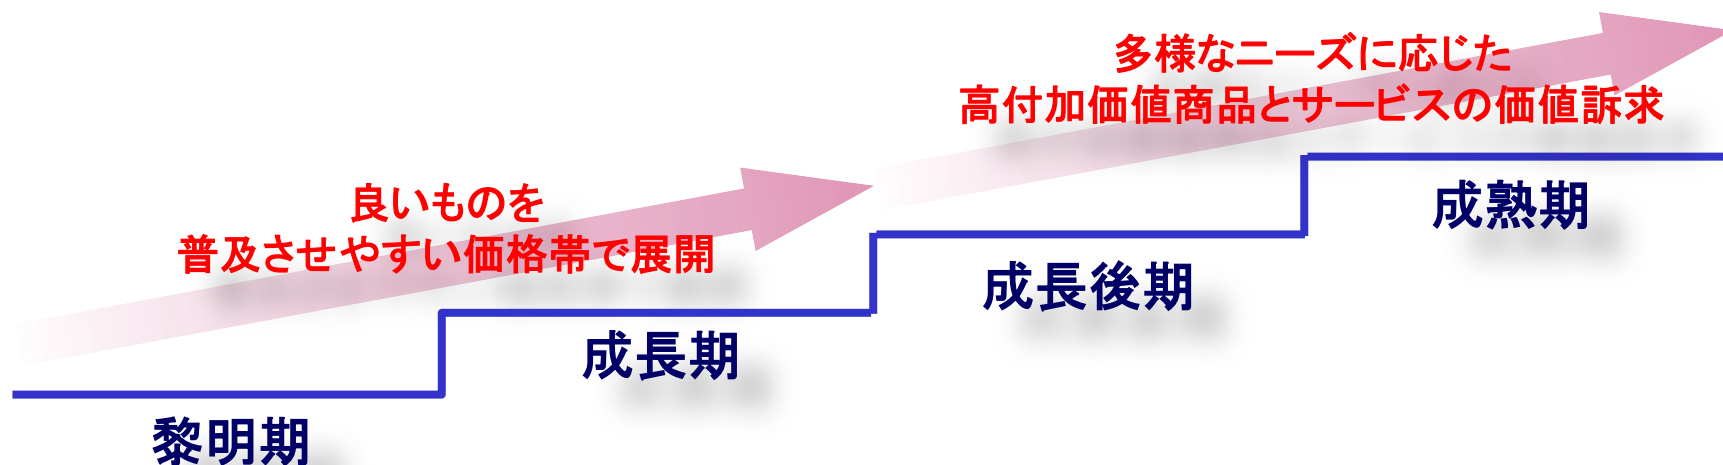 多様なニーズに応じた
高付加価値商品とサービスの価値訴求
良いものを
普及させやすい価格帯で展開
成熟期
成長後期
成長期
黎明期